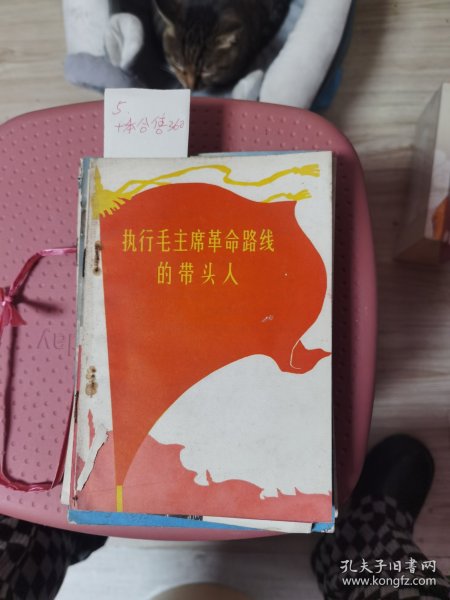 5.
十本合售360
执行毛主席革命路线
的带头人
孔夫子旧书网
www.kongfz.com